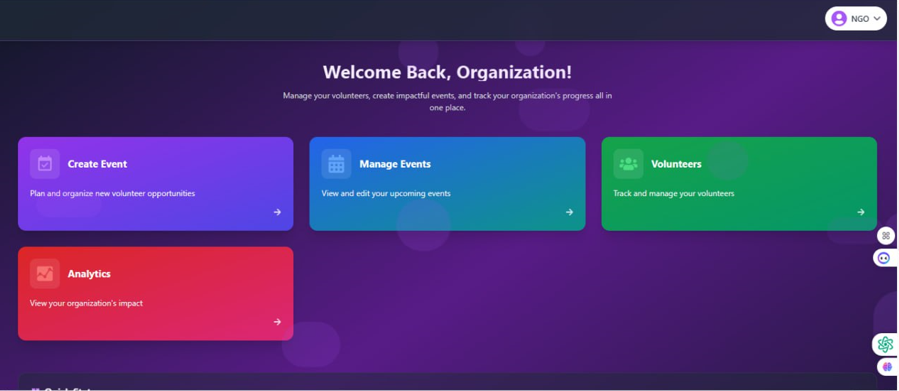 NGO
Welcome Back, Organization!
Manage your volunteers, create impactful events, and track your organization's progress all in
one place.
Create Event
Plan and organize new volunteer opportunities
Manage Events
View and edit your upcoming events
Volunteers
Track and manage your volunteers
Analytics
View your organization's impact